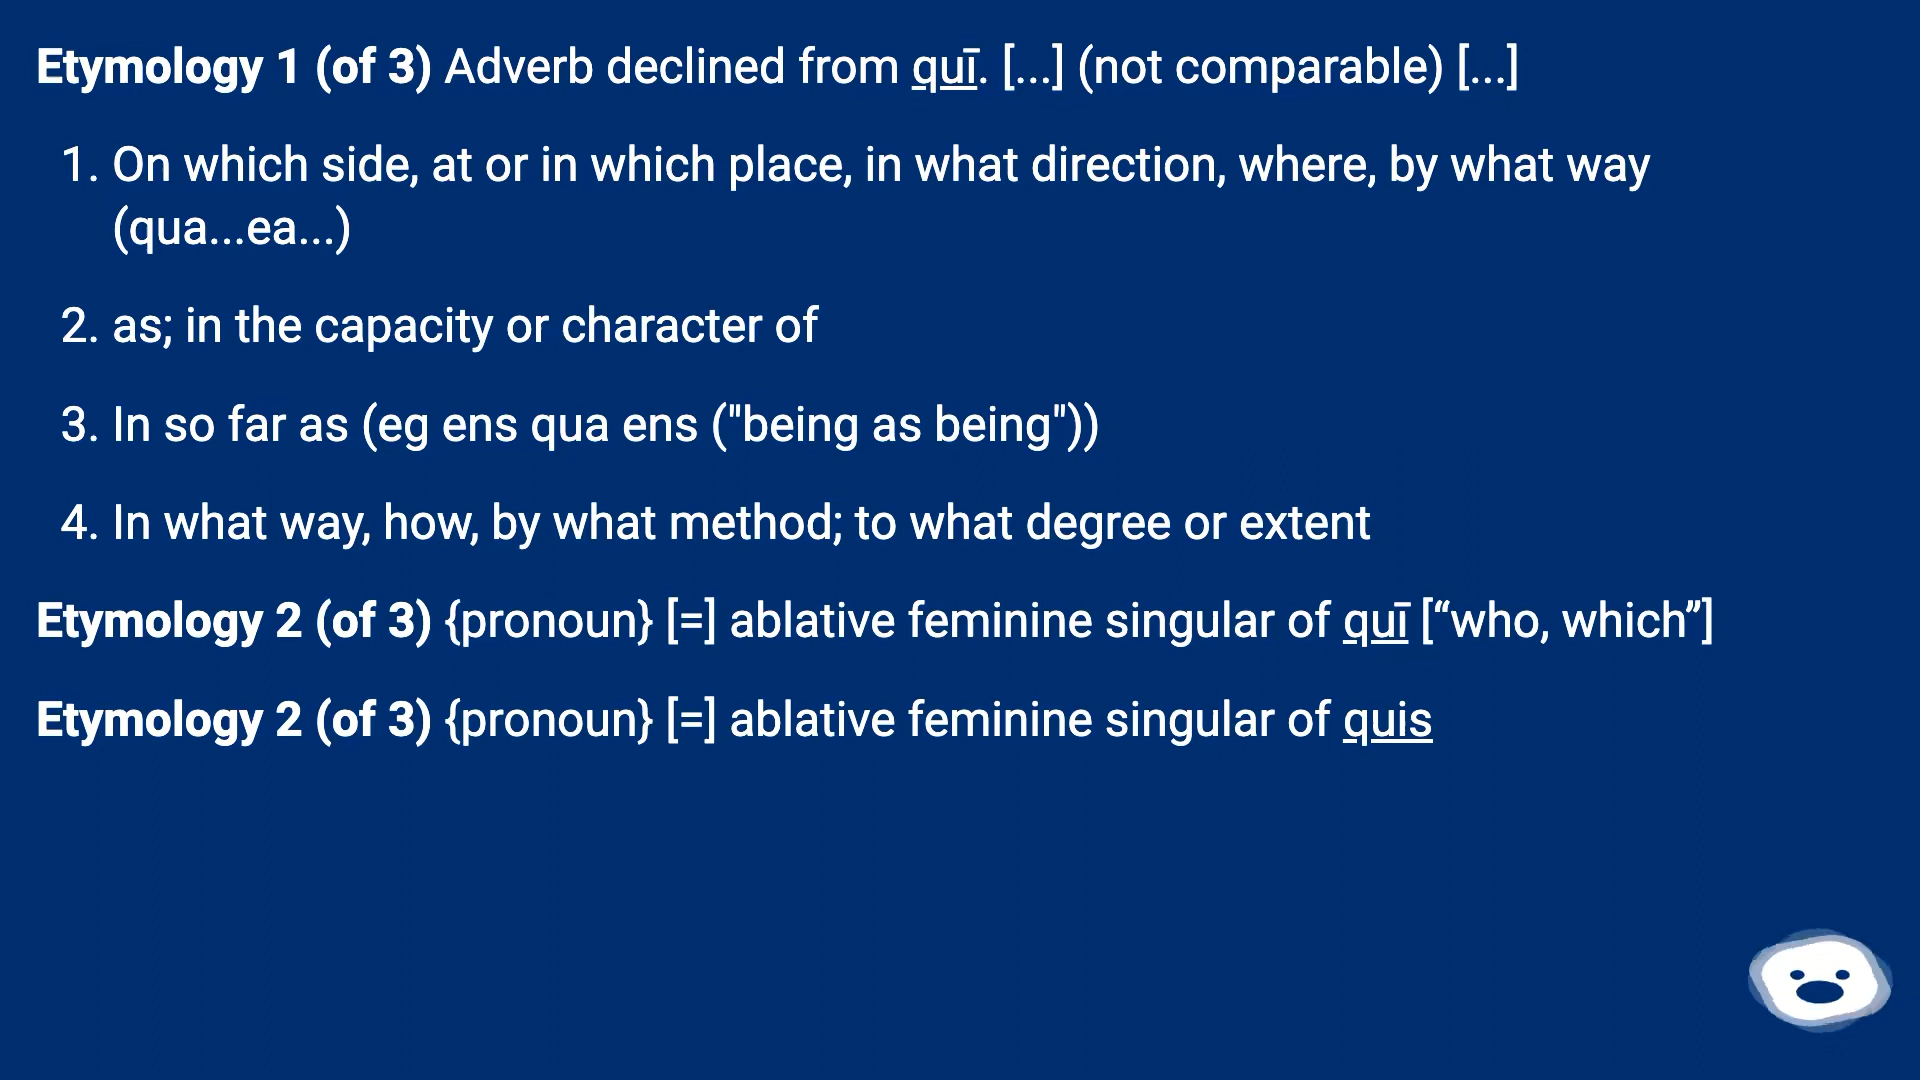 Etymology 1 (of 3) Adverb declined from quī. [...] (not comparable) [...]
1. On which side, at or in which place, in what direction, where, by what way
(qua...ea...)
2. as; in the capacity or character of
3. In so far as (eg ens qua ens ("being as being"))
4. In what way, how, by what method; to what degree or extent
Etymology 2 (of 3) {pronoun} [=] ablative feminine singular of quī [“who, which”]
Etymology 2 (of 3) {pronoun} [=] ablative feminine singular of quis